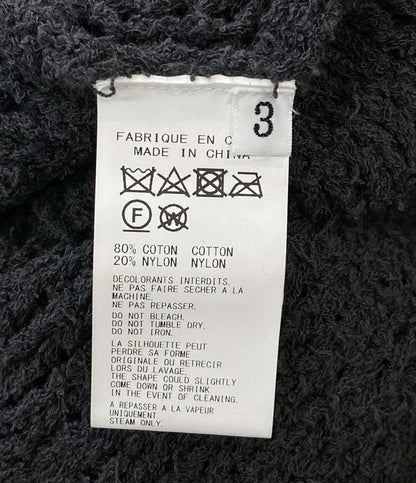 3
FABRIQUE EN C
MADE IN CHINA
F W
80% COTON COTTON
20% NYLON NYLON
DECOLORANTS INTERDITS.
NE PAS FAIRE SECHER A LA
MACHINE.
NE PAS REPASSER.
DO NOT BLEACH.
DO NOT TUMBLE DRY.
DO NOT IRON.
LA SILHOUETTE PEUT
PERDRE SA FORME
ORIGINALE OU RETRECIR
LORS DU LAVAGE.
THE SHAPE COULD SLIGHTLY
COME DOWN OR SHRINK
IN THE EVENT OF CLEANING.
A REPASSER A LA VAPEUR
UNIQUEMENT.
STEAM ONLY.